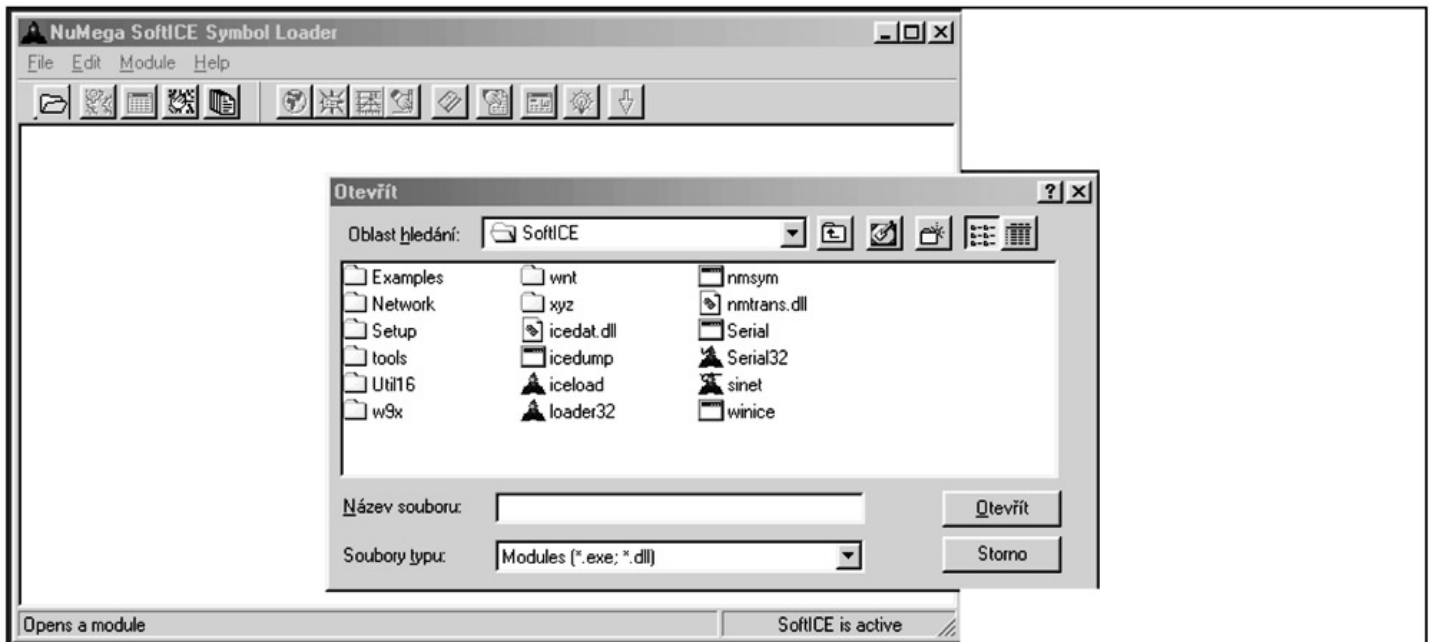 NuMega SoftICE Symbol Loader
File Edit Module Help
Otevřít
Oblast hledání: SoftICE
Examples wnt nmsym
Network xyz nmtrans.dll
Setup icedat.dll Serial
tools icedump Serial32
Util16 iceload sinet
w9x loader32 winice
Název souboru: Otevřít
Soubory typu: Modules (*.exe; *.dll) Storno
Opens a module SoftICE is active